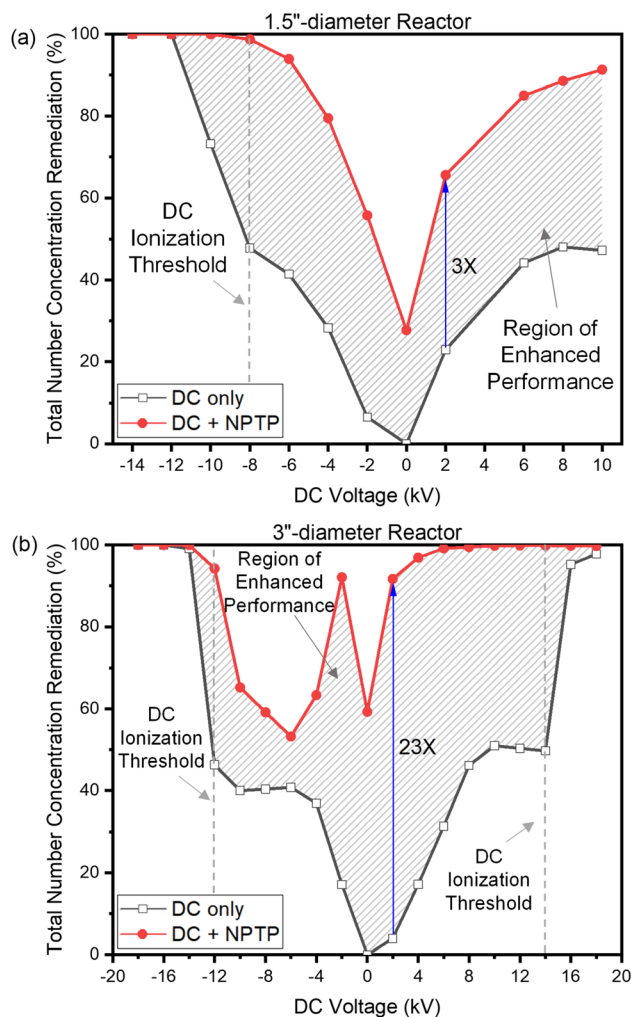 (a)
1.5"-diameter Reactor
Total Number Concentration Remediation (%)
100
80
60
40
20
0
DC
Ionization
Threshold
3X
Region of
Enhanced
Performance
DC only
DC + NPTP
-14 -12 -10 -8 -6 -4 -2 0 2 4 6 8 10
DC Voltage (kV)
(b)
3"-diameter Reactor
Total Number Concentration Remediation (%)
100
80
60
40
20
0
Region of
Enhanced
Performance
DC
Ionization
Threshold
23X
DC
Ionization
Threshold
DC only
DC + NPTP
-20 -16 -12 -8 -4 0 4 8 12 16 20
DC Voltage (kV)